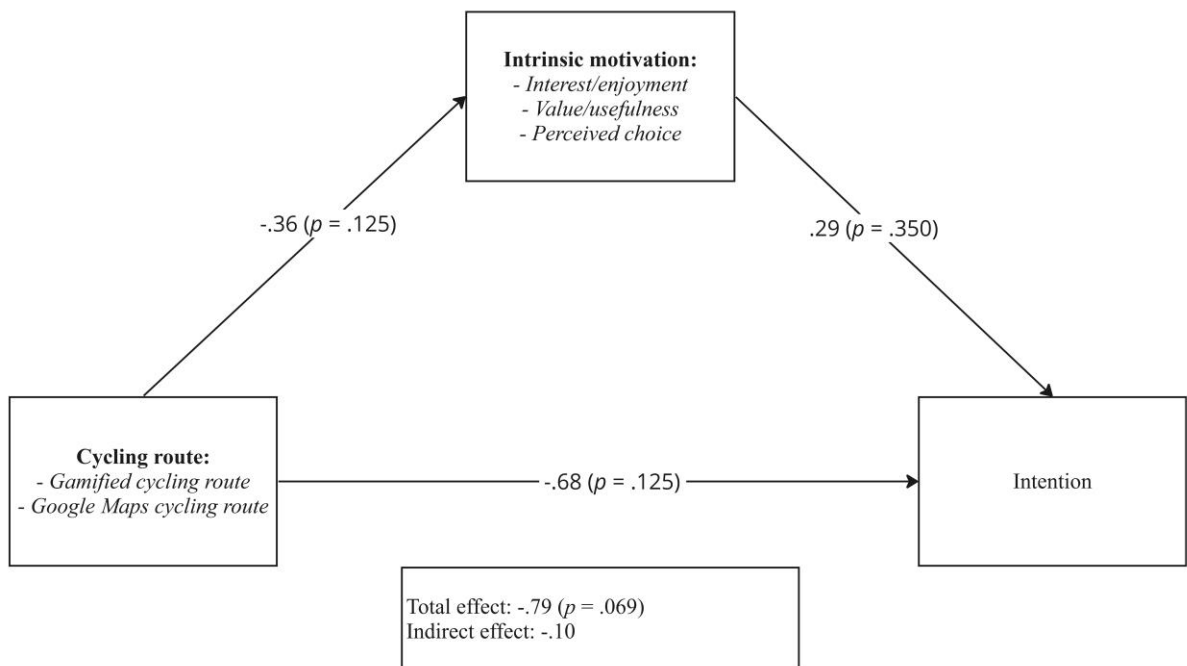 Intrinsic motivation:
- Interest/enjoyment
- Value/usefulness
- Perceived choice
-.36 (p = .125)
.29 (p = .350)
Cycling route:
- Gamified cycling route
- Google Maps cycling route
-.68 (p = .125)
Intention
Total effect: -.79 (p = .069)
Indirect effect: -.10